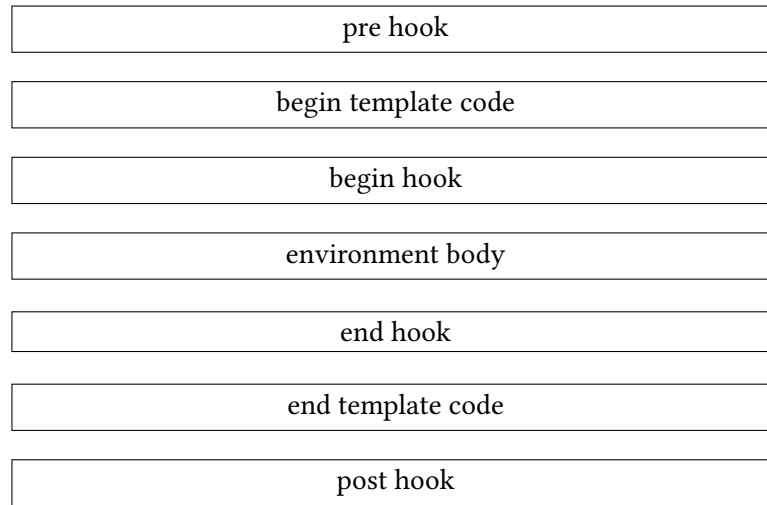 pre hook
begin template code
begin hook
environment body
end hook
end template code
post hook